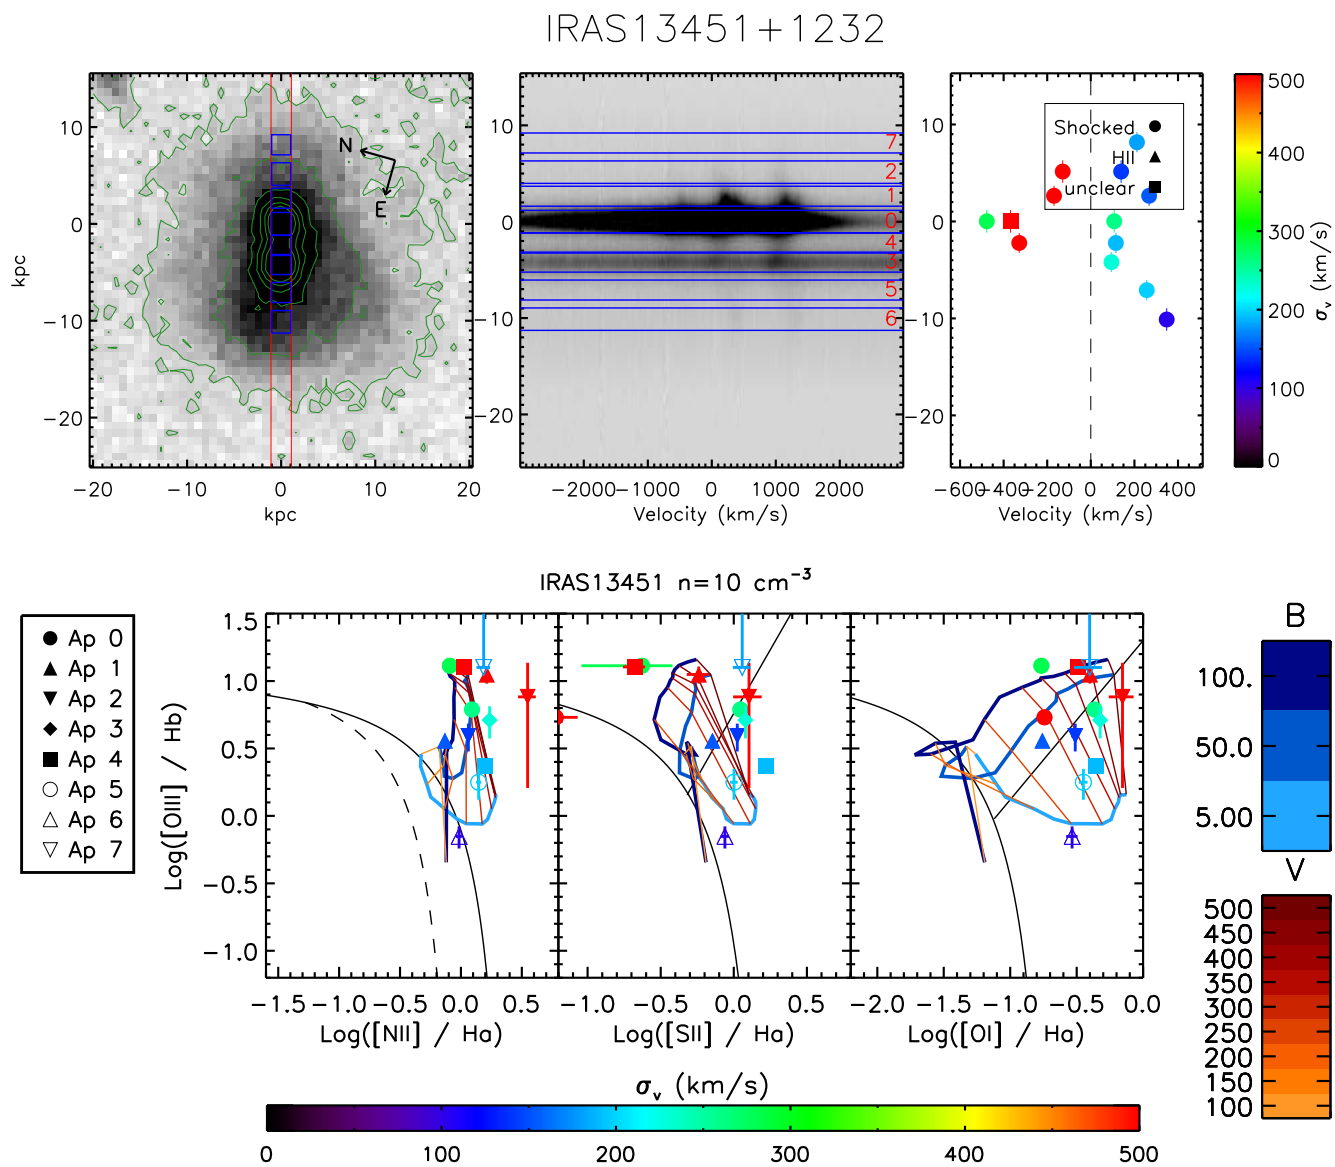 IRAS13451+1232
10
0
−10
−20
kpc
N
E
−20 −10 0 10 20
kpc
10
0
−10
−20
7
2
1
0
4
3
5
6
−2000 −1000 0 1000 2000
Velocity (km/s)
10
0
−10
−20
Shocked
HII
unclear
−600 −400 −200 0 200 400
Velocity (km/s)
500
400
300
200
100
0
σv (km/s)
IRAS13451 n=10 cm−3
Ap 0
Ap 1
Ap 2
Ap 3
Ap 4
Ap 5
Ap 6
Ap 7
1.5
1.0
0.5
0.0
−0.5
−1.0
Log([OIII] / Hb)
−1.5 −1.0 −0.5 0.0 0.5
Log([NII] / Ha)
−1.0 −0.5 0.0 0.5
Log([SII] / Ha)
−2.0 −1.5 −1.0 −0.5 0.0
Log([OI] / Ha)
B
100.
50.0
5.00
V
500
450
400
350
300
250
200
150
100
σv (km/s)
0 100 200 300 400 500